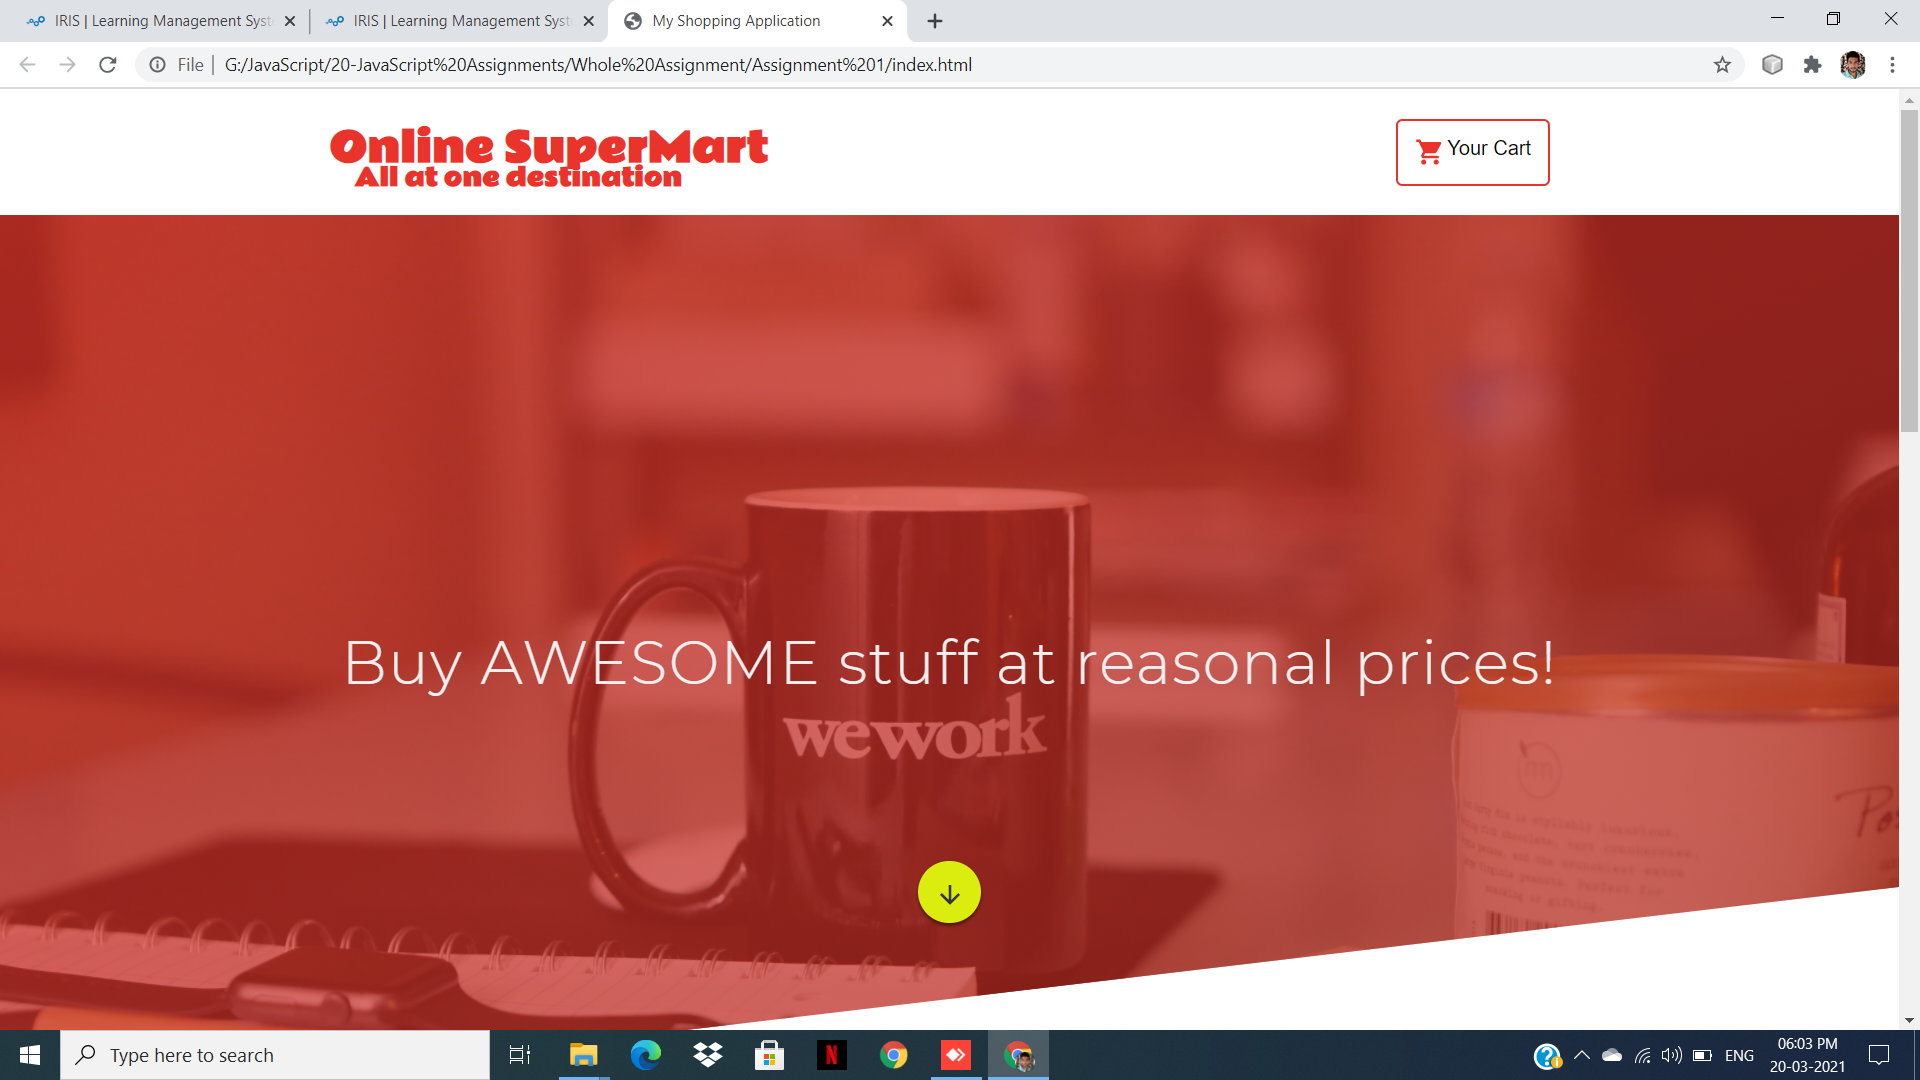 IRIS | Learning Management Syst
IRIS | Learning Management Syst
My Shopping Application
File
G:/JavaScript/20-JavaScript%20Assignments/Whole%20Assignment/Assignment%201/index.html
Online SuperMart
All at one destination
Your Cart
Buy AWESOME stuff at reasonal prices!
wework
m
Type here to search
N
ENG
06:03 PM
20-03-2021